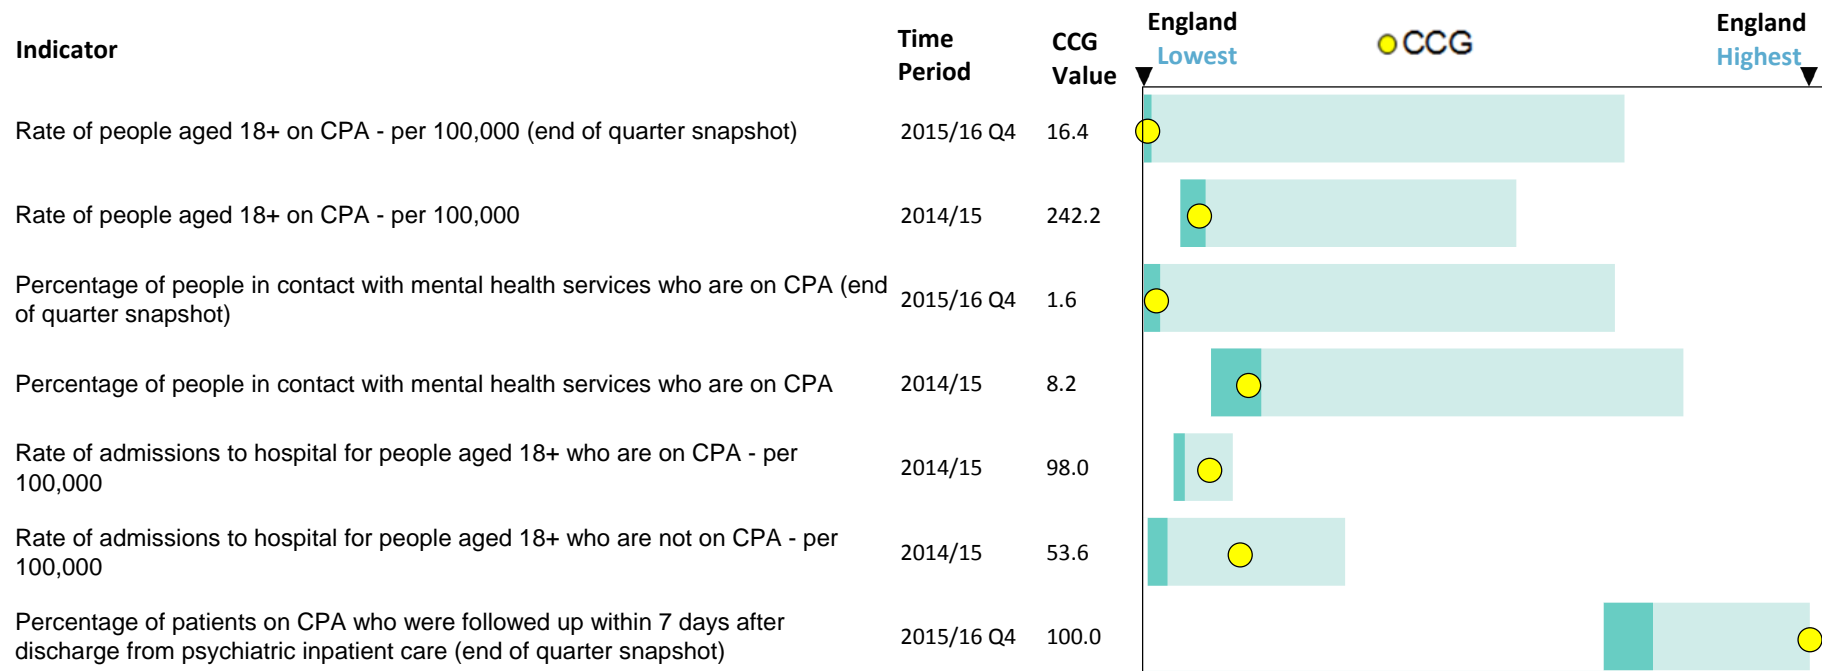 Indicator
Time
Period
CCG
Value
England
Lowest
CCG
England
Highest
Rate of people aged 18+ on CPA - per 100,000 (end of quarter snapshot)
2015/16 Q4
16.4
Rate of people aged 18+ on CPA - per 100,000
2014/15
242.2
Percentage of people in contact with mental health services who are on CPA (end
of quarter snapshot)
2015/16 Q4
1.6
Percentage of people in contact with mental health services who are on CPA
2014/15
8.2
Rate of admissions to hospital for people aged 18+ who are on CPA - per
100,000
2014/15
98.0
Rate of admissions to hospital for people aged 18+ who are not on CPA - per
100,000
2014/15
53.6
Percentage of patients on CPA who were followed up within 7 days after
discharge from psychiatric inpatient care (end of quarter snapshot)
2015/16 Q4
100.0